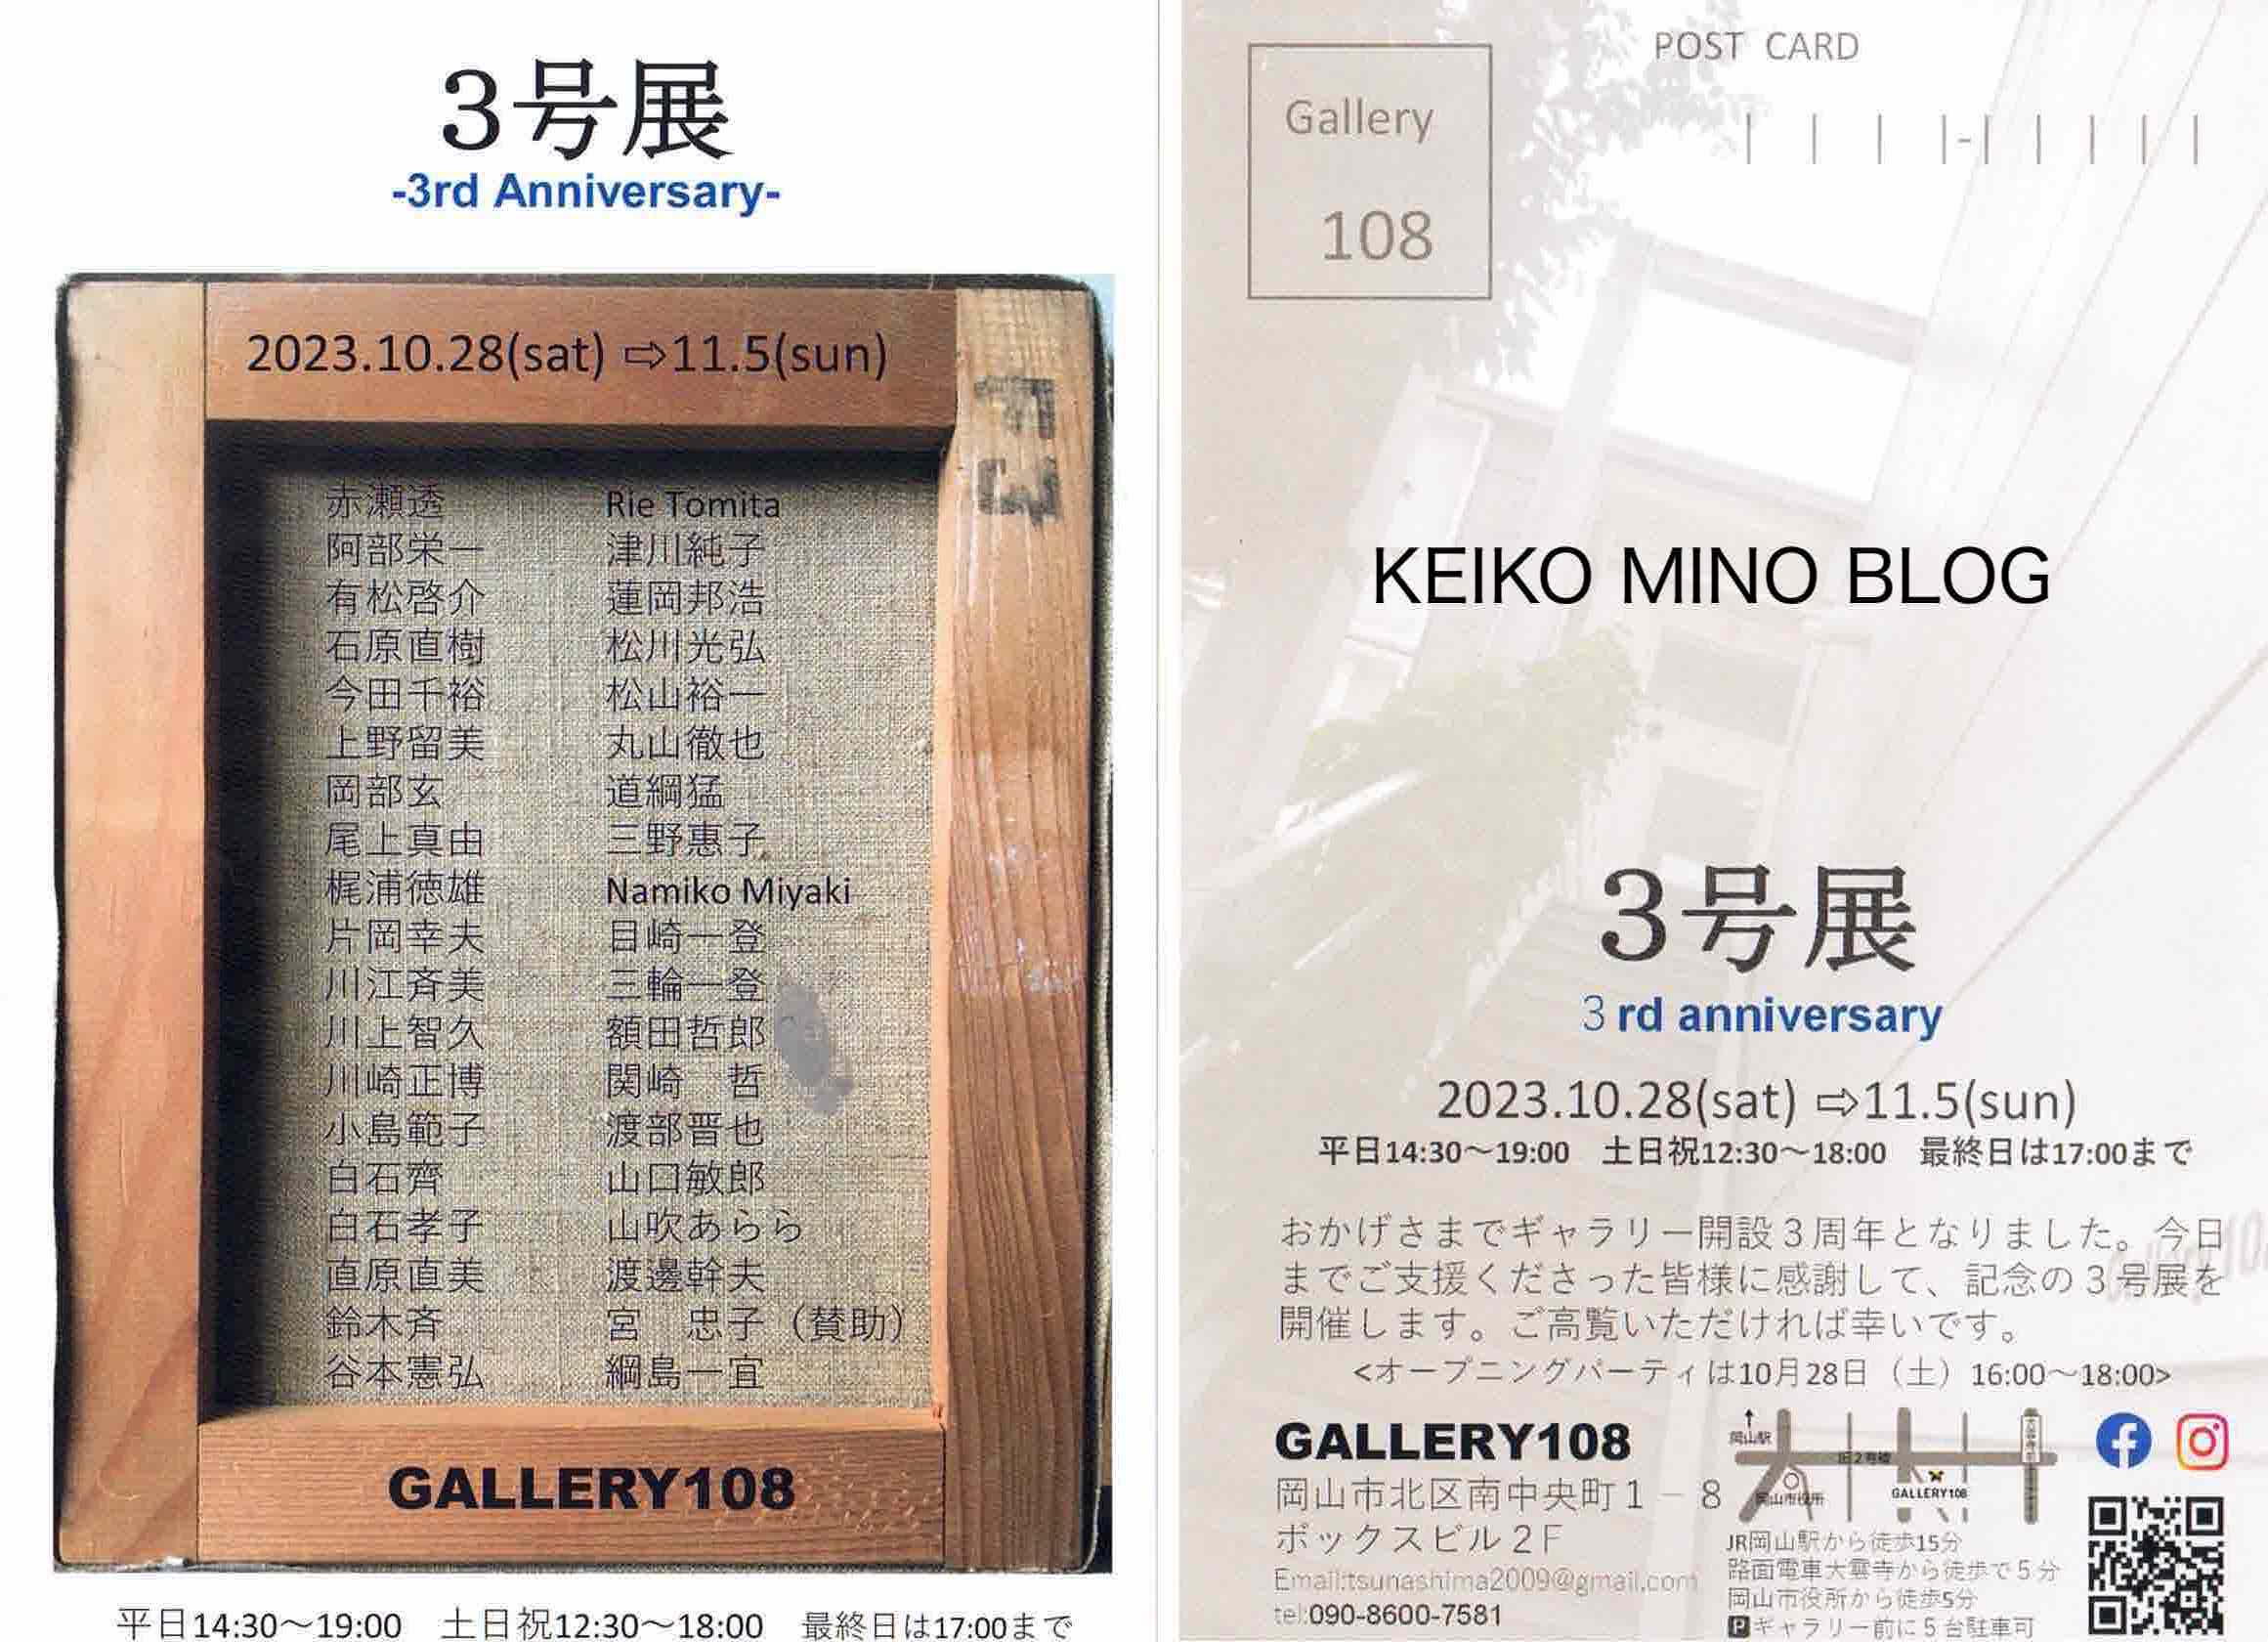 3号展
-3rd Anniversary-
2023.10.28(sat) ⇨11.5(sun)
F3
赤瀬透
阿部栄一
有松啓介
石原直樹
今田千裕
上野留美
岡部玄
尾上真由
梶浦徳雄
片岡幸夫
川江斉美
川上智久
川崎正博
小島範子
白石齊
白石孝子
直原直美
鈴木斉
谷本憲弘
Rie Tomita
津川純子
蓮岡邦浩
松川光弘
松山裕一
丸山徹也
道綱猛
三野惠子
Namiko Miyaki
目崎一登
三輪一登
額田哲郎
関崎　哲
渡部晋也
山口敏郎
山吹あらら
渡邊幹夫
宮　忠子（賛助）
綱島一宜
GALLERY108
平日14:30～19:00　土日祝12:30～18:00　最終日は17:00まで
POST CARD
Gallery
108
KEIKO MINO BLOG
3号展
3 rd anniversary
2023.10.28(sat) ⇨11.5(sun)
平日14:30～19:00　土日祝12:30～18:00　最終日は17:00まで
おかげさまでギャラリー開設３周年となりました。今日
までご支援くださった皆様に感謝して、記念の３号展を
開催します。ご高覧いただければ幸いです。
<オープニングパーティは10月28日（土）16:00～18:00>
GALLERY108
岡山市北区南中央町１－８
ボックスビル２F
Email:tsunashima2009@gmail.com
tel:090-8600-7581
岡山駅
旧２号線
岡山市役所
GALLERY108
JR岡山駅から徒歩15分
路面電車大雲寺から徒歩で５分
岡山市役所から徒歩5分
Pギャラリー前に５台駐車可